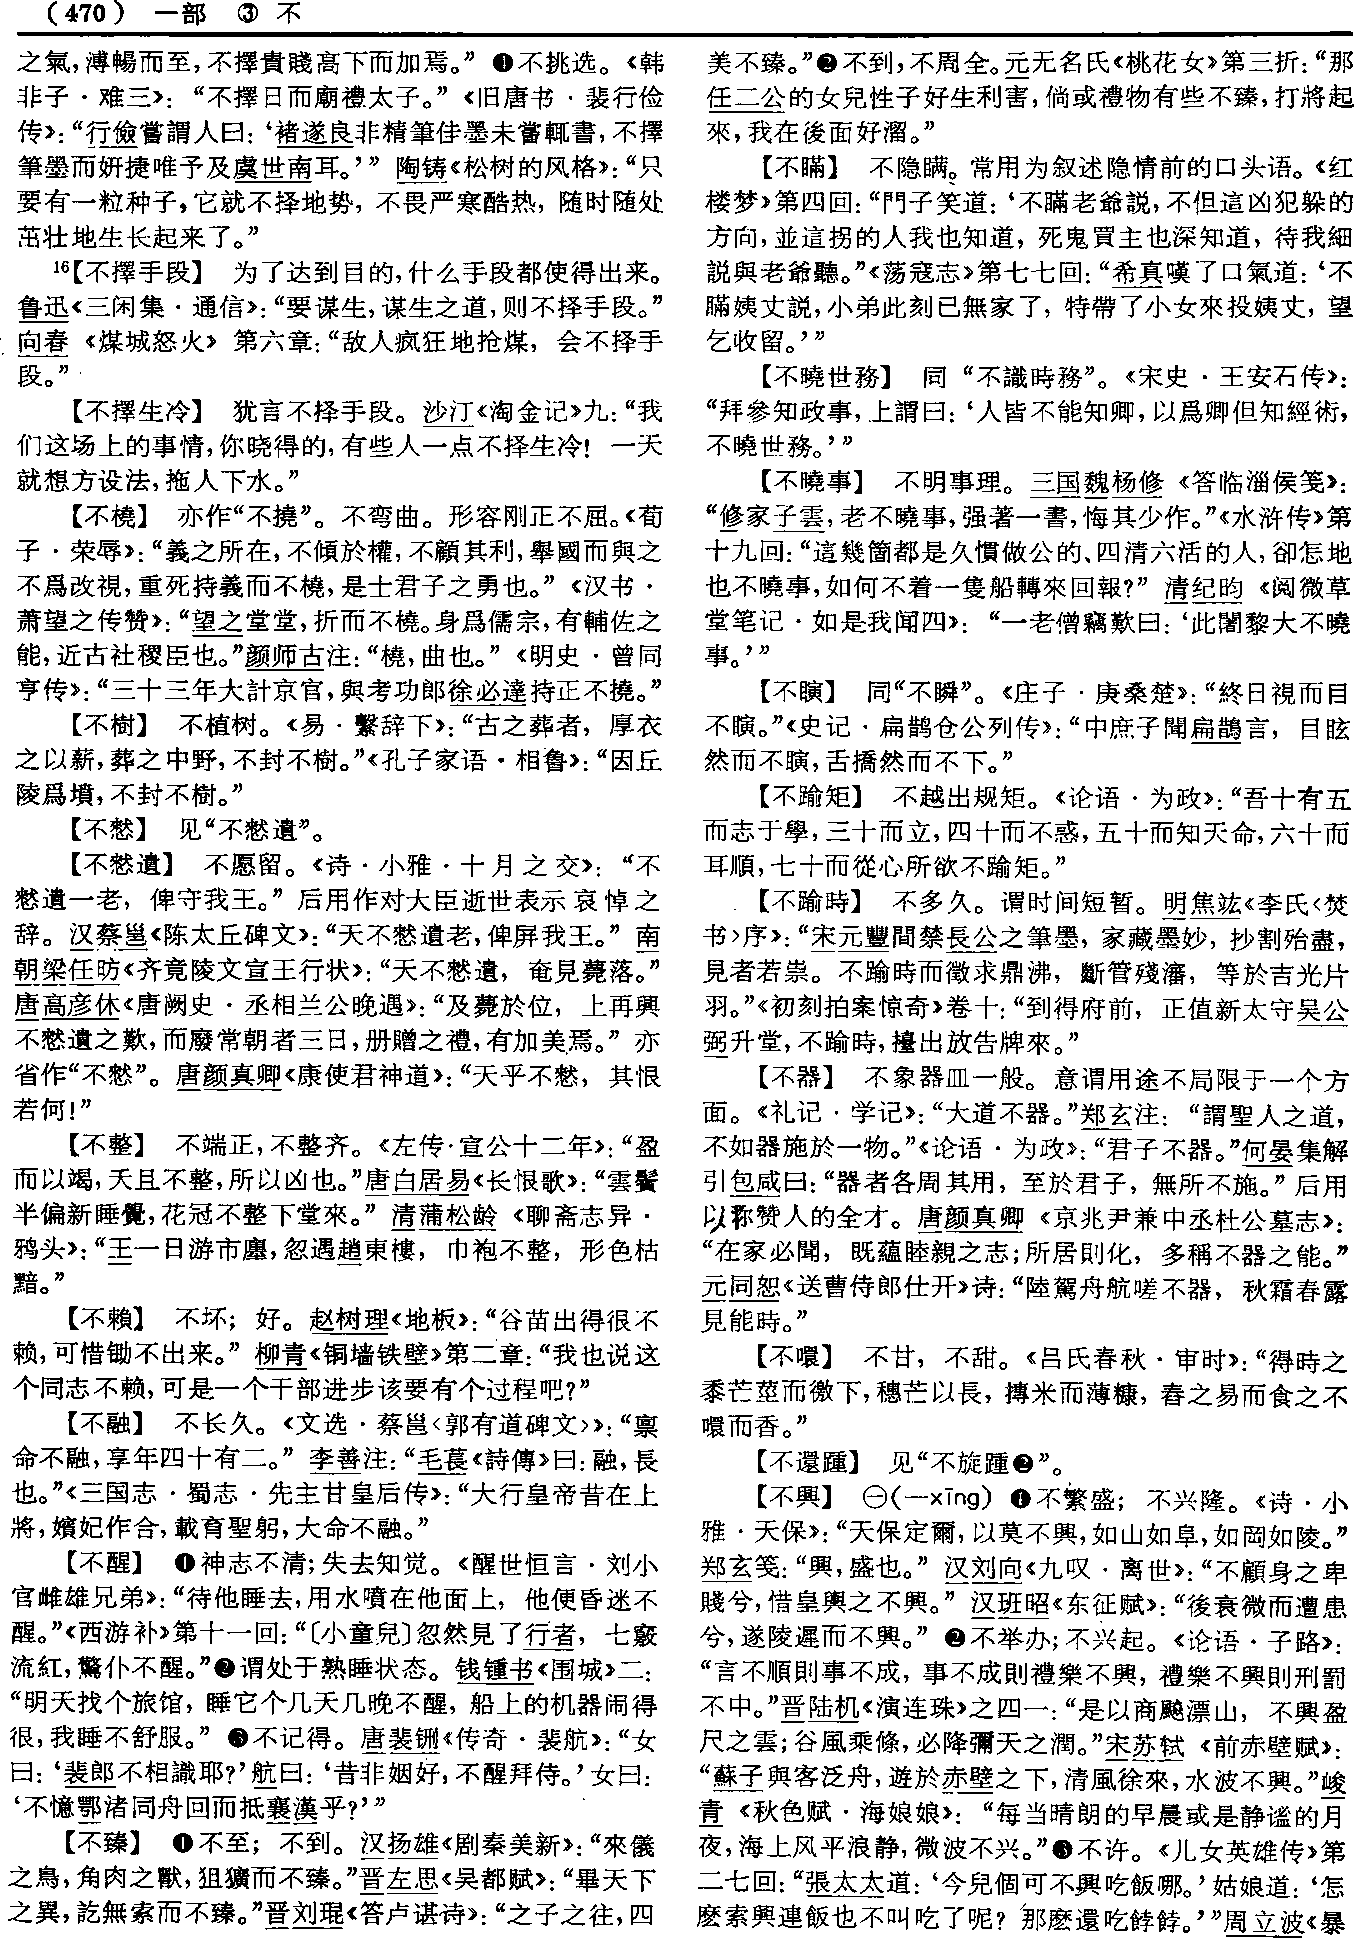 （470） 一部 ③ 不
之氣，溥暢而至，不擇貴賤高下而加焉。” ❶不挑选。《韩
非子·难三》：“不擇日而廟禮太子。”《旧唐书·裴行俭
传》：“行儉嘗謂人曰：‘褚遂良非精筆佳墨未嘗輒書，不擇
筆墨而妍捷唯予及虞世南耳。’” 陶铸《松树的风格》：“只
要有一粒种子，它就不择地势，不畏严寒酷热，随时随处
茁壮地生长起来了。”
16【不擇手段】 为了达到目的，什么手段都使得出来。
鲁迅《三闲集·通信》：“要谋生，谋生之道，则不择手段。”
向春《煤城怒火》第六章：“敌人疯狂地抢煤，会不择手
段。”
【不擇生冷】 犹言不择手段。沙汀《淘金记》九：“我
们这场上的事情，你晓得的，有些人一点不择生冷！一天
就想方设法，拖人下水。”
【不橈】 亦作“不撓”。不弯曲。形容刚正不屈。《荀
子·荣辱》：“義之所在，不傾於權，不顧其利，舉國而與之
不爲改視，重死持義而不橈，是士君子之勇也。”《汉书·
萧望之传赞》：“望之堂堂，折而不橈。身爲儒宗，有輔佐之
能，近古社稷臣也。”颜师古注：“橈，曲也。”《明史·曾同
亨传》：“三十三年大計京官，與考功郎徐必達持正不撓。”
【不樹】 不植树。《易·繫辞下》：“古之葬者，厚衣
之以薪，葬之中野，不封不樹。”《孔子家语·相鲁》：“因丘
陵爲墳，不封不樹。”
【不憖】 见“不憖遺”。
【不憖遺】 不愿留。《诗·小雅·十月之交》：“不
憖遺一老，俾守我王。”后用作对大臣逝世表示哀悼之
辞。汉蔡邕《陈太丘碑文》：“天不憖遺老，俾屏我王。” 南
朝梁任昉《齐竟陵文宣王行状》：“天不憖遺，奄見薨落。”
唐高彦休《唐阙史·丞相兰公晚遇》：“及薨於位，上再興
不憖遺之歎，而廢常朝者三日，册贈之禮，有加美焉。” 亦
省作“不憖”。唐颜真卿《康使君神道》：“天乎不憖，其恨
若何！”
【不整】 不端正，不整齐。《左传·宣公十二年》：“盈
而以竭，夭且不整，所以凶也。”唐白居易《长恨歌》：“雲鬢
半偏新睡覺，花冠不整下堂來。” 清蒲松龄《聊斋志异·
鸦头》：“王一日游市廛，忽遇趙東樓，巾袍不整，形色枯
黯。”
【不賴】 不坏；好。赵树理《地板》：“谷苗出得很不
赖，可惜锄不出来。” 柳青《铜墙铁壁》第二章：“我也说这
个同志不赖，可是一个干部进步该要有个过程吧？”
【不融】 不长久。《文选·蔡邕〈郭有道碑文〉》：“禀
命不融，享年四十有二。” 李善注：“毛萇《詩傳》曰：融，長
也。”《三国志·蜀志·先主甘皇后传》：“大行皇帝昔在上
將，嬪妃作合，載育聖躬，大命不融。”
【不醒】 ❶神志不清；失去知觉。《醒世恒言·刘小
官雌雄兄弟》：“待他睡去，用水噴在他面上，他便昏迷不
醒。”《西游补》第十一回：“〔小童兒〕忽然見了行者，七竅
流紅，驚仆不醒。”❷谓处于熟睡状态。钱锺书《围城》二：
“明天找个旅馆，睡它个几天几晚不醒，船上的机器闹得
很，我睡不舒服。” ❸不记得。唐裴铏《传奇·裴航》：“女
曰：‘裴郎不相識耶？’航曰：‘昔非姻好，不醒拜侍。’女曰：
‘不憶鄂渚同舟回而抵襄漢乎？’”
【不臻】 ❶不至；不到。汉扬雄《剧秦美新》：“來儀
之鳥，角肉之獸，狙獷而不臻。”晋左思《吴都赋》：“畢天下
之異，訖無索而不臻。”晋刘琨《答卢谌诗》：“之子之往，四
美不臻。”❷不到，不周全。元无名氏《桃花女》第三折：“那
任二公的女兒性子好生利害，倘或禮物有些不臻，打將起
來，我在後面好溜。”
【不瞞】 不隐瞒。常用为叙述隐情前的口头语。《红
楼梦》第四回：“門子笑道：‘不瞞老爺説，不但這凶犯躲的
方向，並這拐的人我也知道，死鬼買主也深知道，待我細
説與老爺聽。”《荡寇志》第七七回：“希真嘆了口氣道：‘不
瞞姨丈説，小弟此刻已無家了，特帶了小女來投姨丈，望
乞收留。’”
【不曉世務】 同“不識時務”。《宋史·王安石传》：
“拜參知政事，上謂曰：‘人皆不能知卿，以爲卿但知經術，
不曉世務。’”
【不曉事】 不明事理。三国魏杨修《答临淄侯笺》：
“修家子雲，老不曉事，强著一書，悔其少作。”《水浒传》第
十九回：“這幾箇都是久慣做公的、四清六活的人，卻怎地
也不曉事，如何不着一隻船轉來回報？” 清纪昀《阅微草
堂笔记·如是我闻四》：“一老僧竊歎曰：‘此闍黎大不曉
事。’”
【不瞚】 同“不瞬”。《庄子·庚桑楚》：“終日視而目
不瞚。”《史记·扁鹊仓公列传》：“中庶子聞扁鵲言，目眩
然而不瞚，舌撟然而不下。”
【不踰矩】 不越出规矩。《论语·为政》：“吾十有五
而志于學，三十而立，四十而不惑，五十而知天命，六十而
耳順，七十而從心所欲不踰矩。”
【不踰時】 不多久。谓时间短暂。明焦竑《李氏〈焚
书〉序》：“宋元豐間禁長公之筆墨，家藏墨妙，抄割殆盡，
見者若祟。不踰時而徵求鼎沸，斷管殘瀋，等於吉光片
羽。”《初刻拍案惊奇》卷十：“到得府前，正值新太守吴公
弼升堂，不踰時，擡出放告牌來。”
【不器】 不象器皿一般。意谓用途不局限于一个方
面。《礼记·学记》：“大道不器。”郑玄注：“謂聖人之道，
不如器施於一物。”《论语·为政》：“君子不器。”何晏集解
引包咸曰：“器者各周其用，至於君子，無所不施。” 后用
以称赞人的全才。唐颜真卿《京兆尹兼中丞杜公墓志》：
“在家必聞，既藴睦親之志；所居則化，多稱不器之能。”
元同恕《送曹侍郎仕开》诗：“陸駕舟航嗟不器，秋霜春露
見能時。”
【不噮】 不甘，不甜。《吕氏春秋·审时》：“得時之
黍芒莖而徼下，穗芒以長，摶米而薄糠，舂之易而食之不
噮而香。”
【不還踵】 见“不旋踵❷”。
【不興】 ㊀（一xīng）❶不繁盛；不兴隆。《诗·小
雅·天保》：“天保定爾，以莫不興，如山如阜，如岡如陵。”
郑玄笺：“興，盛也。” 汉刘向《九叹·离世》：“不顧身之卑
賤兮，惜皇輿之不興。” 汉班昭《东征赋》：“後衰微而遭患
兮，遂陵遲而不興。” ❷不举办；不兴起。《论语·子路》：
“言不順則事不成，事不成則禮樂不興，禮樂不興則刑罰
不中。”晋陆机《演连珠》之四一：“是以商飈漂山，不興盈
尺之雲；谷風乘條，必降彌天之潤。”宋苏轼《前赤壁赋》：
“蘇子與客泛舟，遊於赤壁之下，清風徐來，水波不興。”峻
青《秋色赋·海娘娘》：“每当晴朗的早晨或是静谧的月
夜，海上风平浪静，微波不兴。”❸不许。《儿女英雄传》第
二七回：“張太太道：‘今兒個可不興吃飯哪。’姑娘道：‘怎
麽索興連飯也不叫吃了呢？那麽還吃餑餑。’”周立波《暴